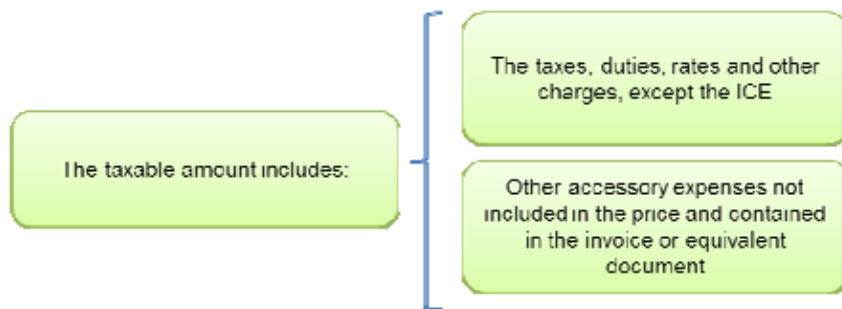 The taxable amount includes:
The taxes, duties, rates and other
charges, except the ICE
Other accessory expenses not
included in the price and contained
in the invoice or equivalent
document